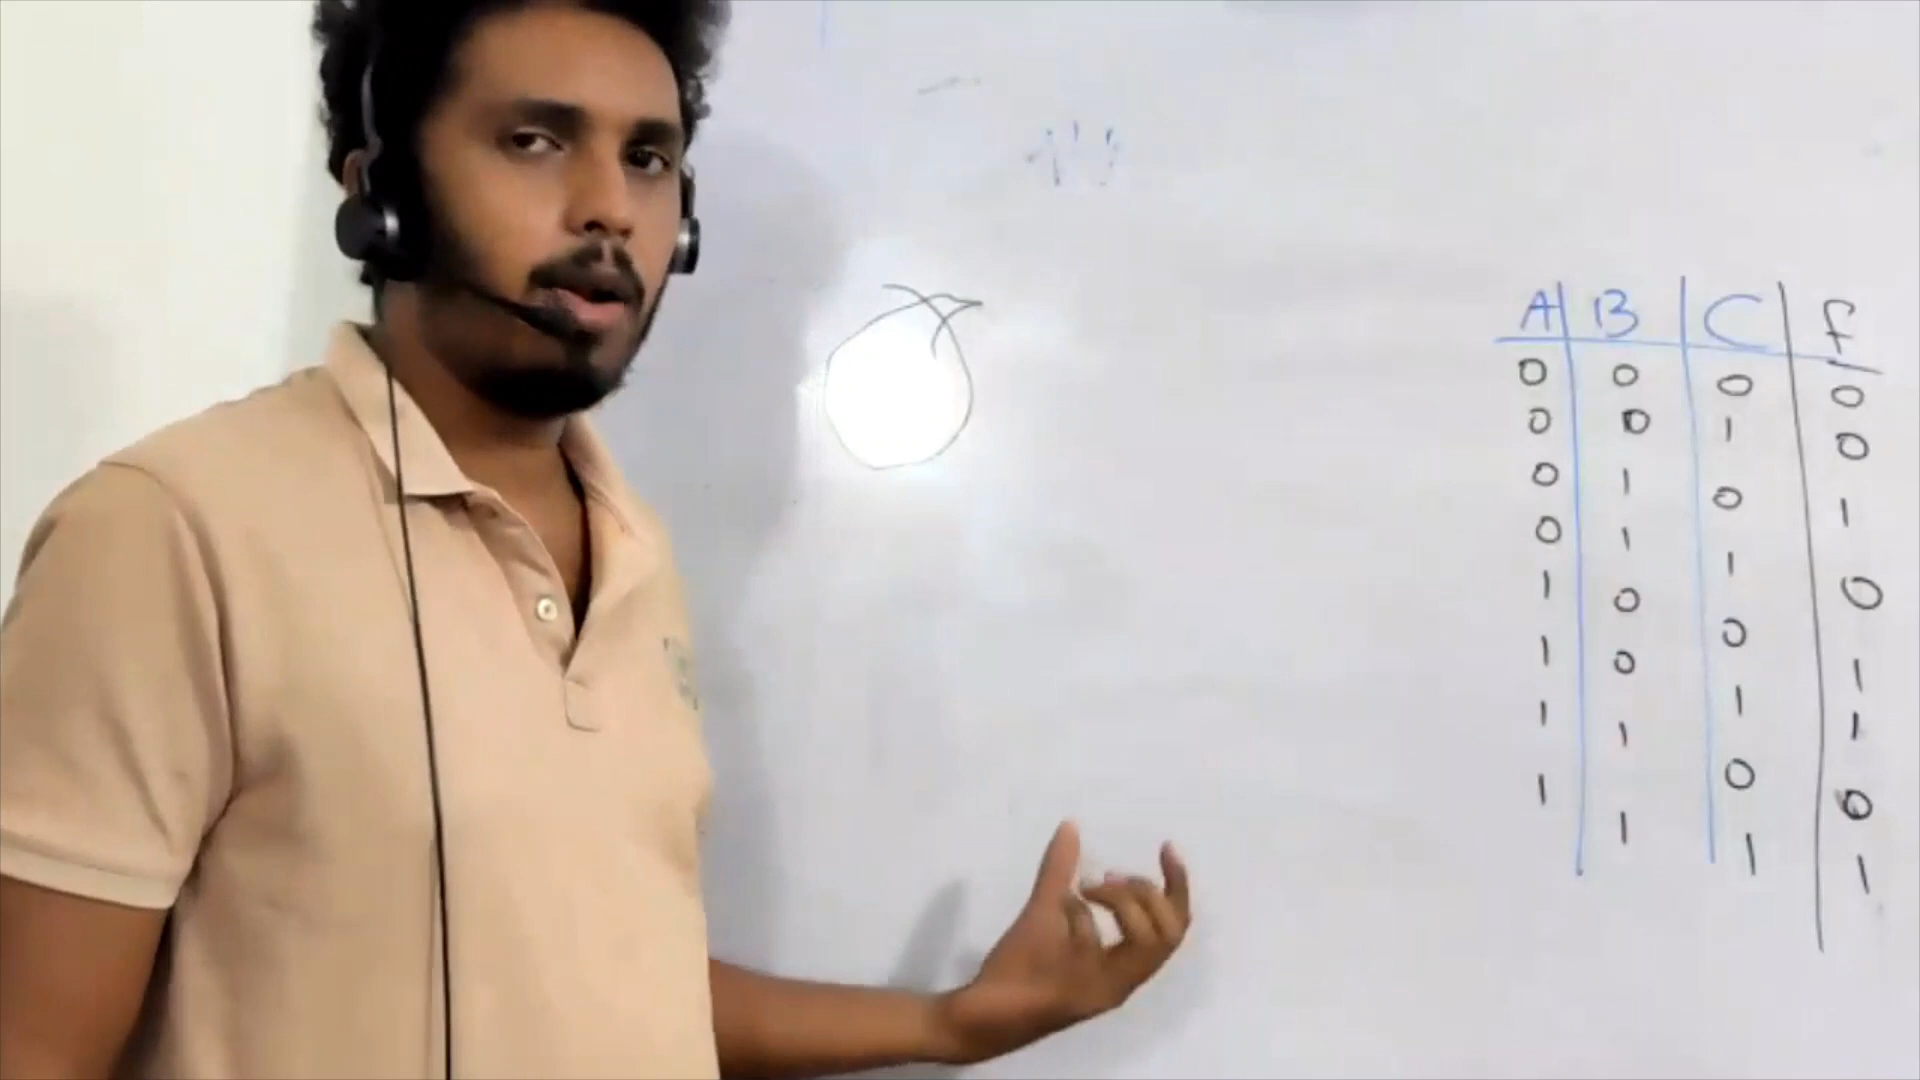 A B C F
0 0 0 0
0 0 1 0
0 1 0 1
0 1 1 0
1 0 0 1
1 0 1 1
1 1 0 0
1 1 1 1